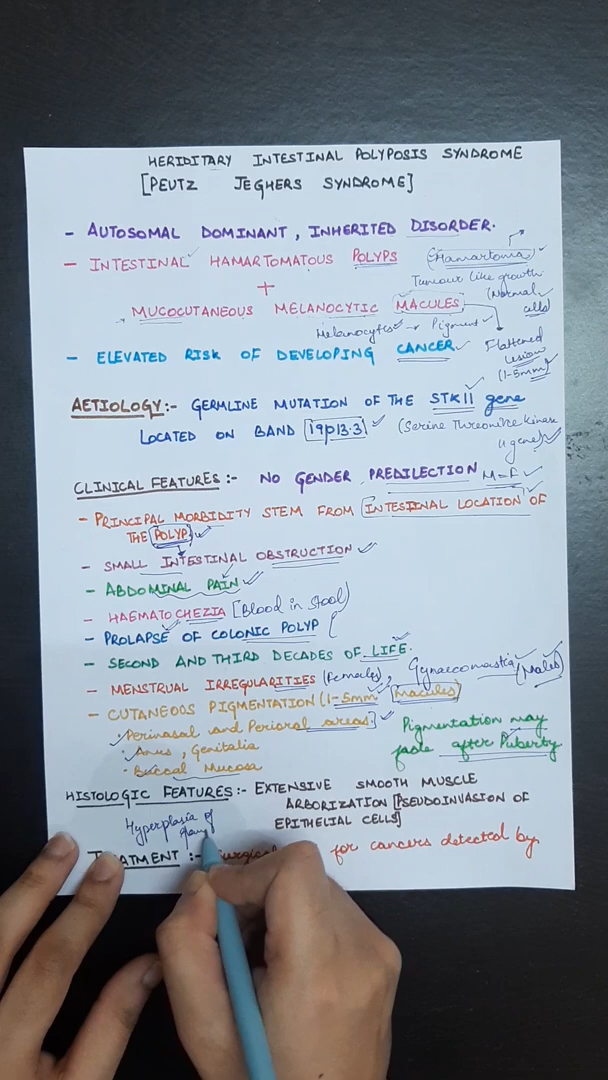 HERIDITARY INTESTINAL POLYPOSIS SYNDROME
[PEUTZ JEGHERS SYNDROME]
- AUTOSOMAL DOMINANT, INHERITED DISORDER.
- INTESTINAL HAMARTOMATOUS POLYPS (Hamartoma)
Tumour like growth
(Normal cells)
+
MUCOCUTANEOUS MELANOCYTIC MACULES
Melanocytes → Pigment
Flattened lesion
(1-5mm)
- ELEVATED RISK OF DEVELOPING CANCER
AETIOLOGY:- GERMLINE MUTATION OF THE STK11 gene
LOCATED ON BAND 19p13.3 (Serine Threonine Kinase
11 gene)
CLINICAL FEATURES:- NO GENDER PREDILECTION M=F
- PRINCIPAL MORBIDITY STEM FROM INTESTINAL LOCATION OF
THE POLYP
- SMALL INTESTINAL OBSTRUCTION
- ABDOMINAL PAIN
- HAEMATOCHEZIA [Blood in Stool)
- PROLAPSE OF COLONIC POLYP
- SECOND AND THIRD DECADES OF LIFE.
- MENSTRUAL IRREGULARITIES (Females), Gynaecomastia (Males)
- CUTANEOUS PIGMENTATION (1-5mm Macules)
. Perinasal and Perioral areas.
. Anus, Genitalia
. Buccal Mucosa
Pigmentation may
fade after Puberty
HISTOLOGIC FEATURES:- EXTENSIVE SMOOTH MUSCLE
ARBORIZATION [PSEUDOINVASION OF
EPITHELIAL CELLS]
Hyperplasia of
TREATMENT :- Surgical for cancers detected by